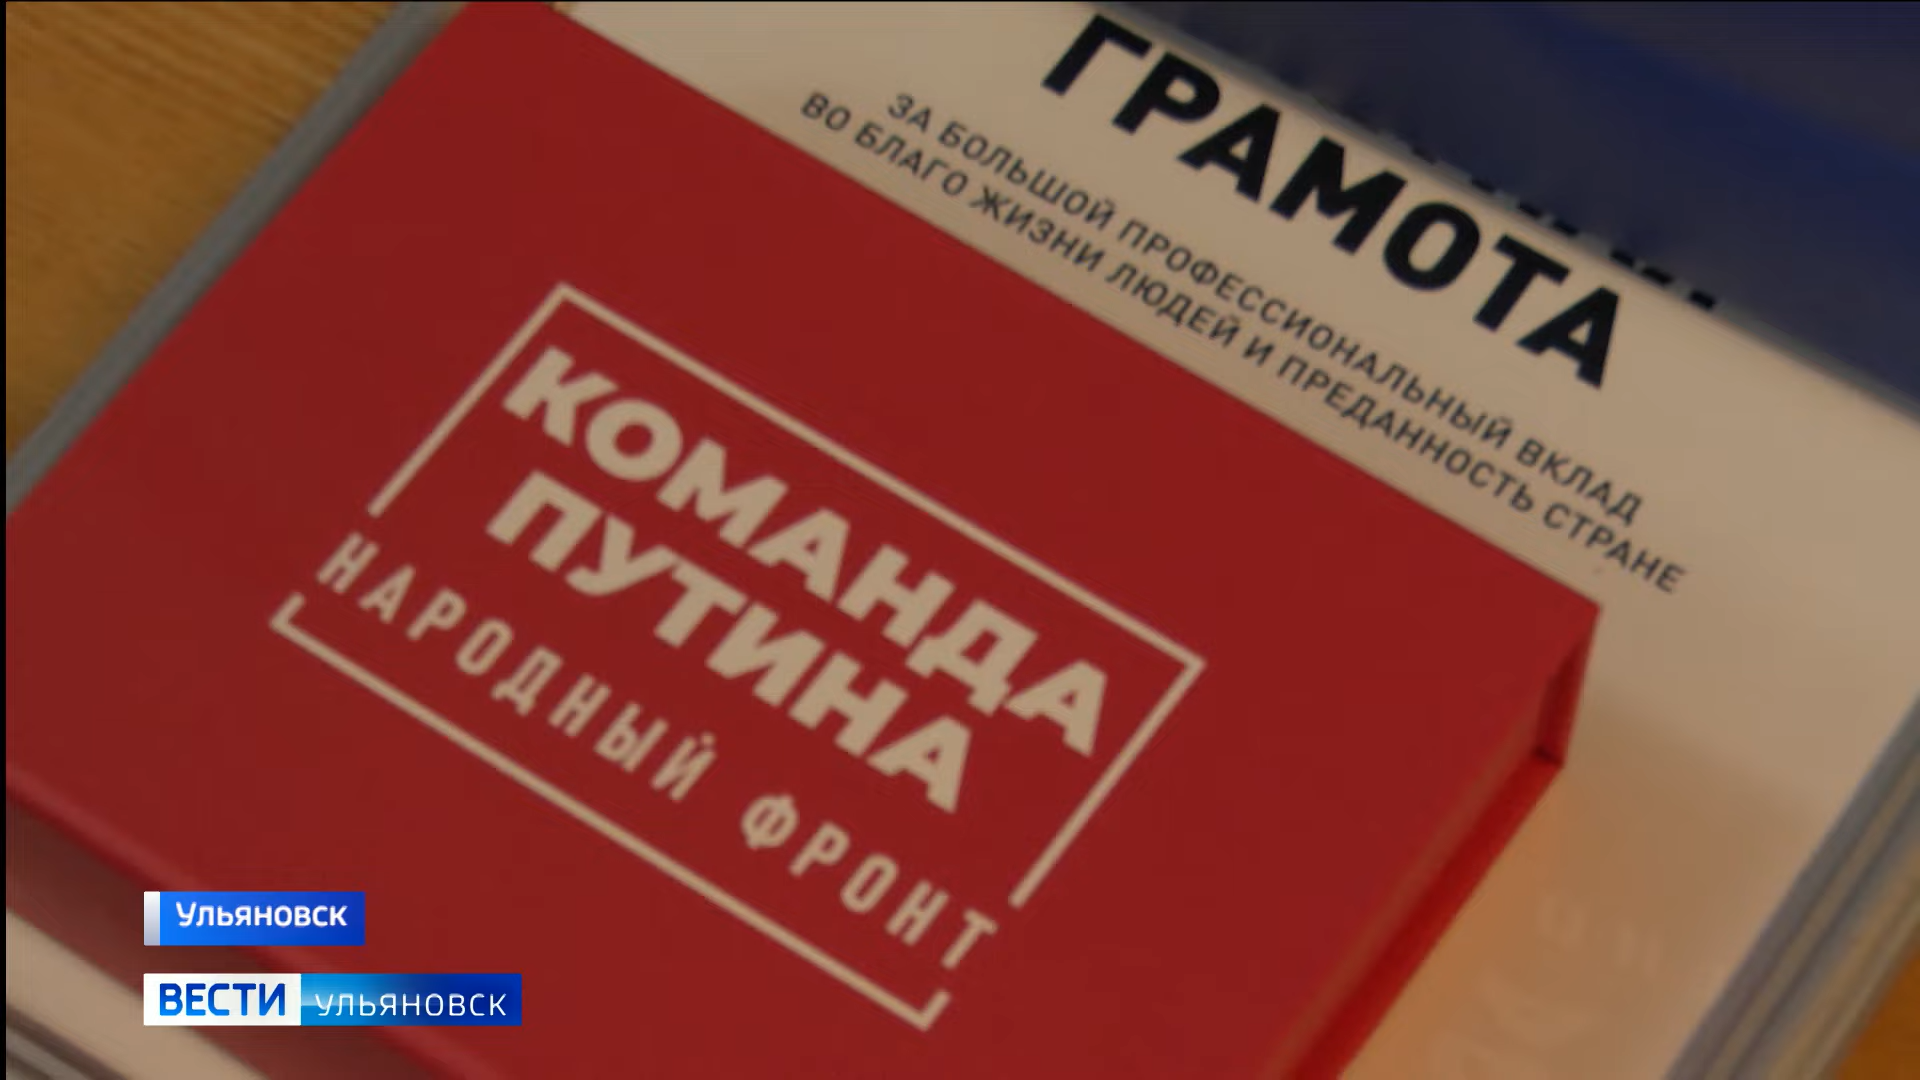 ГРАМОТА
ЗА БОЛЬШОЙ ПРОФЕССИОНАЛЬНЫЙ ВКЛАД
ВО БЛАГО ЖИЗНИ ЛЮДЕЙ И ПРЕДАННОСТЬ СТРАНЕ
КОМАНДА
ПУТИНА
НАРОДНЫЙ ФРОНТ
УЛЬЯНОВСК
ВЕСТИ УЛЬЯНОВСК